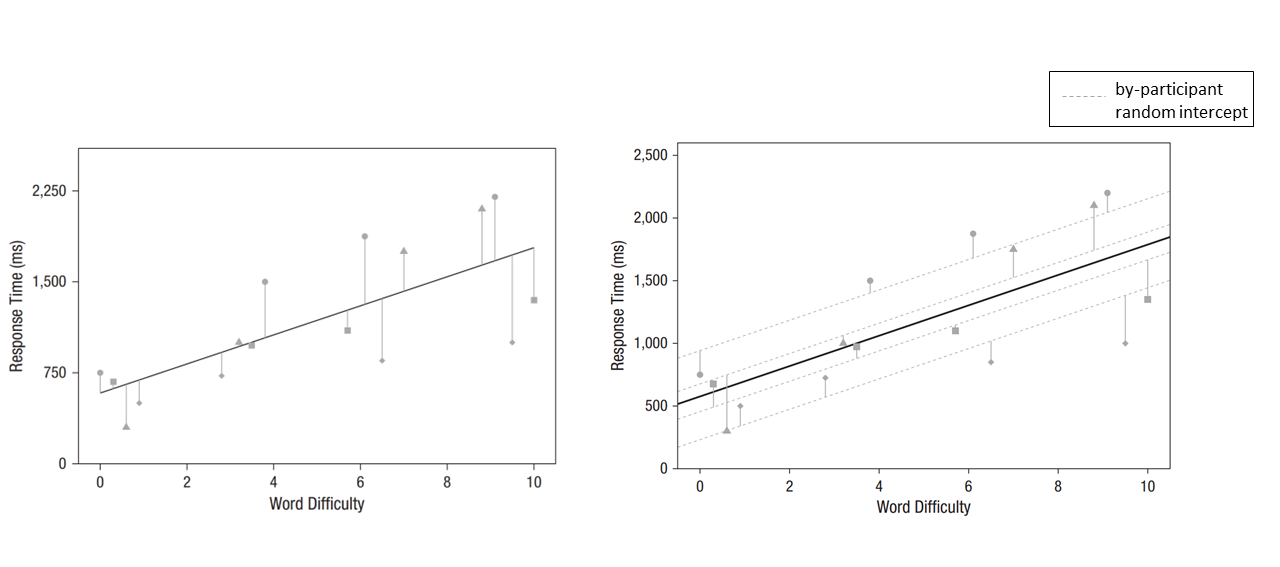 by-participant
random intercept
2,250
1,500
750
0
Response Time (ms)
0 2 4 6 8 10
Word Difficulty
2,500
2,000
1,500
1,000
500
0
Response Time (ms)
0 2 4 6 8 10
Word Difficulty